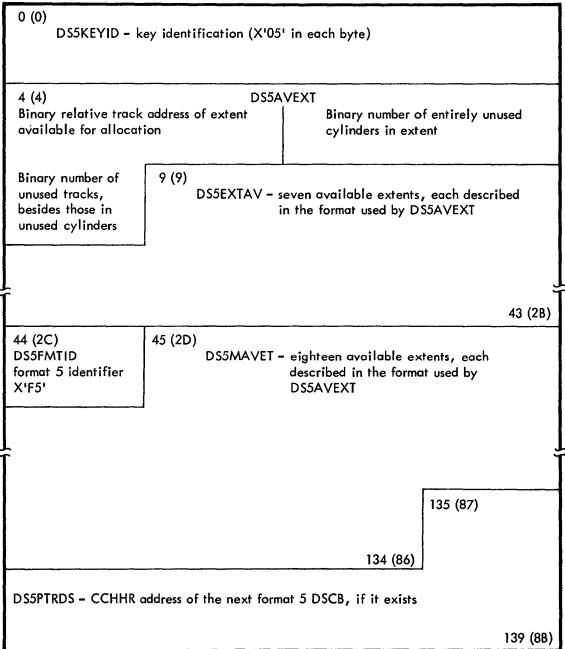 0 (0)
DS5KEYID – key identification (X'05' in each byte)
4 (4)
DS5AVEXT
Binary relative track address of extent
available for allocation
Binary number of entirely unused
cylinders in extent
Binary number of
unused tracks,
besides those in
unused cylinders
9 (9)
DS5EXTAV – seven available extents, each described
in the format used by DS5AVEXT
43 (2B)
44 (2C)
DS5FMTID
format 5 identifier
X'F5'
45 (2D)
DS5MAVET – eighteen available extents, each
described in the format used by
DS5AVEXT
135 (87)
134 (86)
DS5PTRDS – CCHHR address of the next format 5 DSCB, if it exists
139 (8B)